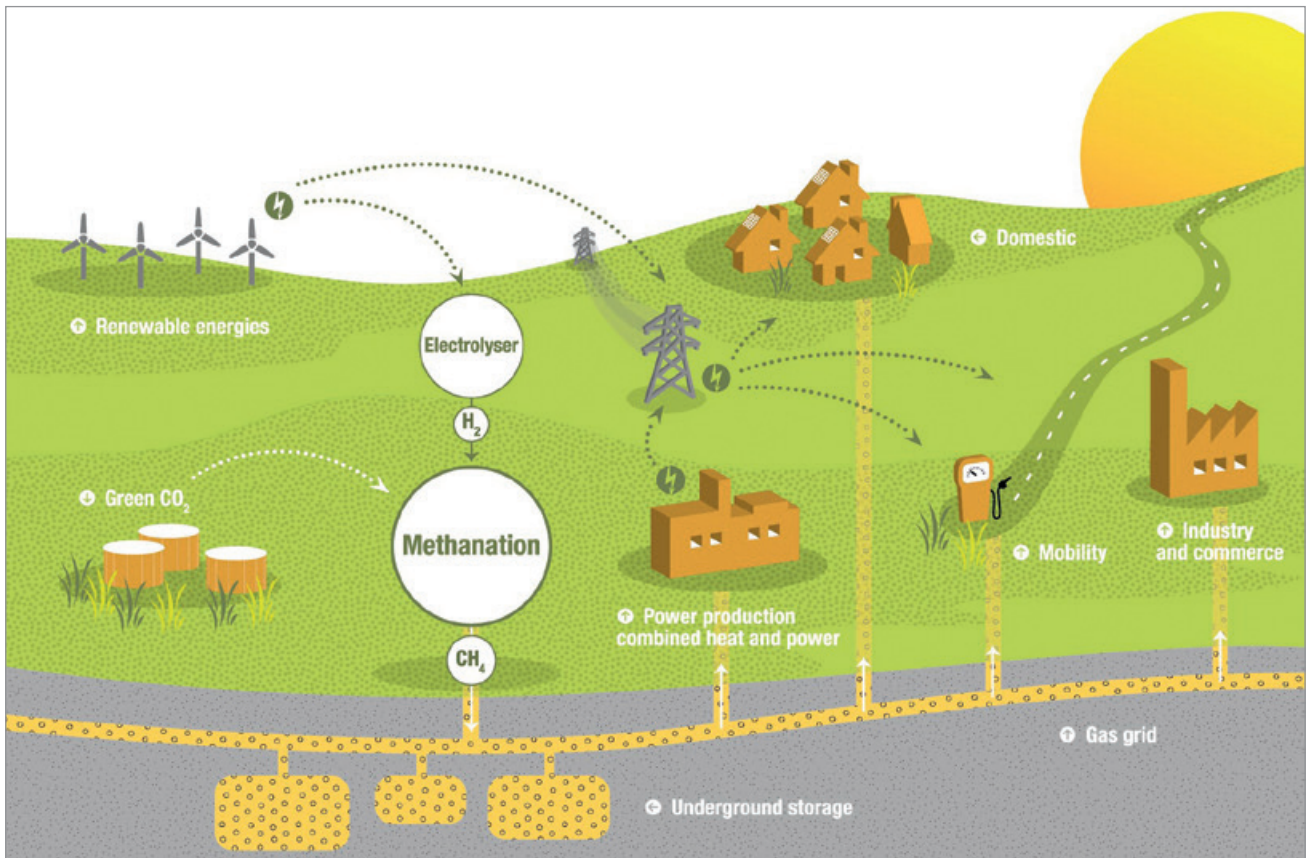 Domestic
Renewable energies
Electrolyser
H₂
Green CO₂
Methanation
Mobility
Industry
and commerce
Power production
combined heat and power
CH₄
Gas grid
Underground storage